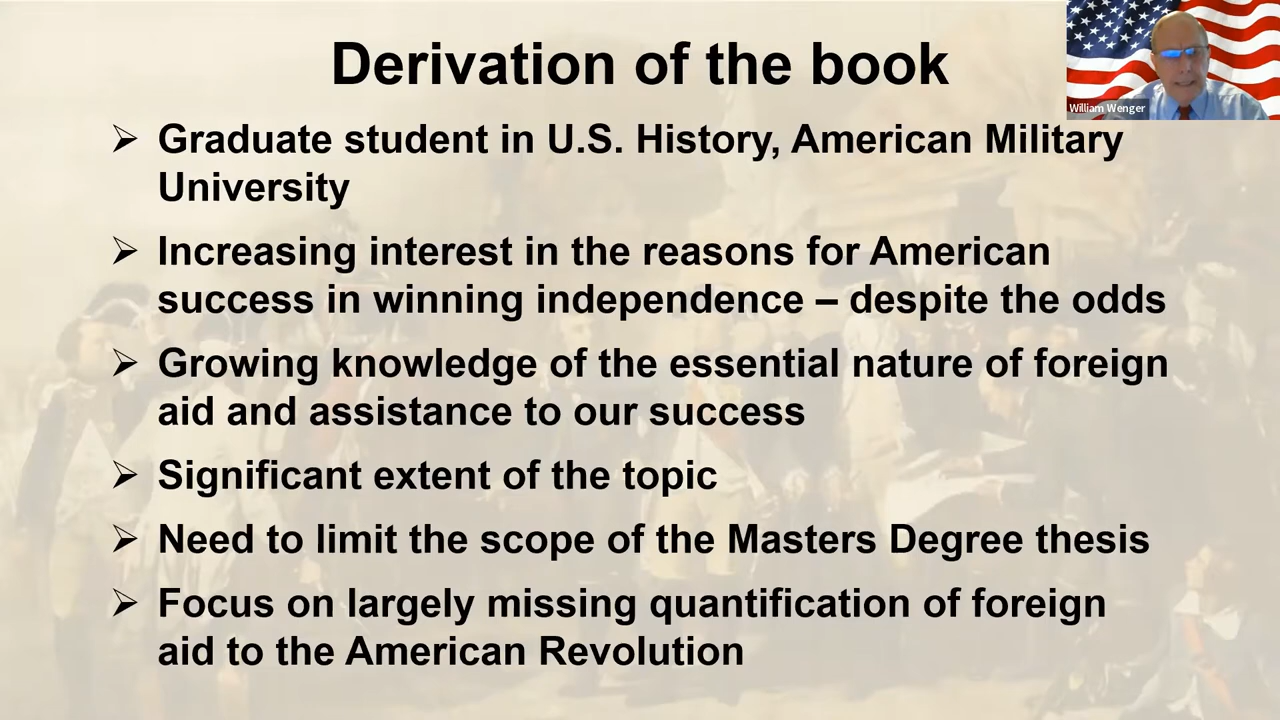 Derivation of the book
William Wenger
➢ Graduate student in U.S. History, American Military
University
➢ Increasing interest in the reasons for American
success in winning independence – despite the odds
➢ Growing knowledge of the essential nature of foreign
aid and assistance to our success
➢ Significant extent of the topic
➢ Need to limit the scope of the Masters Degree thesis
➢ Focus on largely missing quantification of foreign
aid to the American Revolution